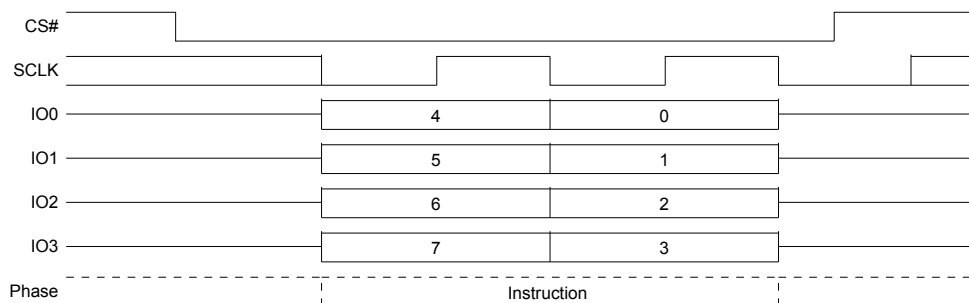 CS#
SCLK
IO0 4 0
IO1 5 1
IO2 6 2
IO3 7 3
Phase Instruction